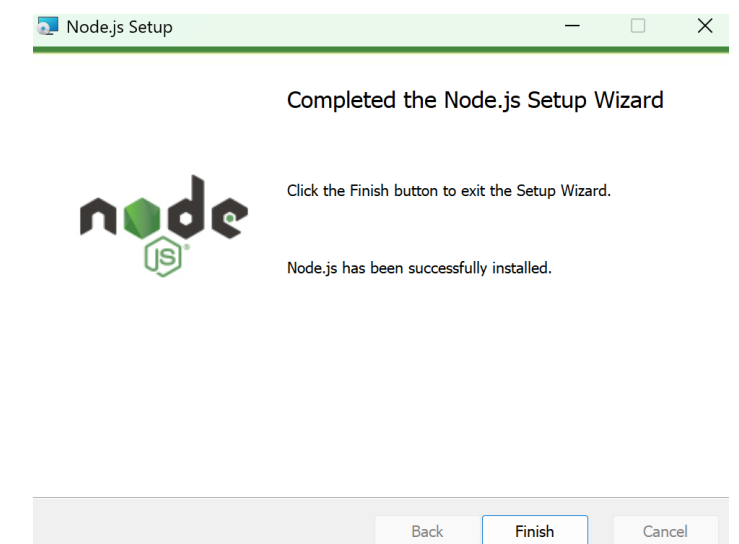 Node.js Setup
Completed the Node.js Setup Wizard
Click the Finish button to exit the Setup Wizard.
node
JS®
Node.js has been successfully installed.
Back Finish Cancel